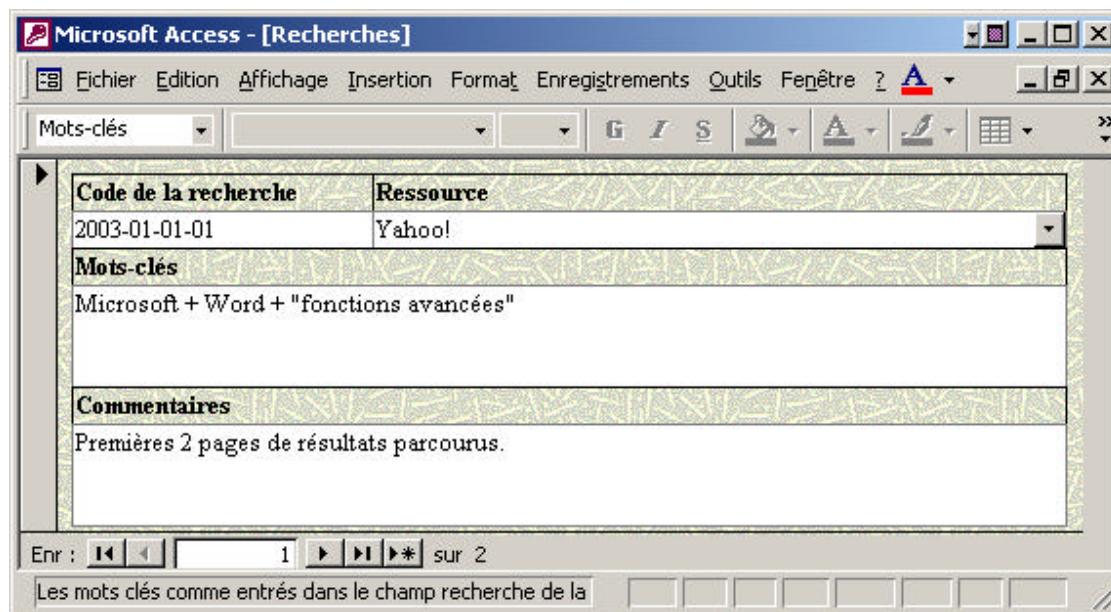 Microsoft Access - [Recherches]
Fichier Edition Affichage Insertion Format Enregistrements Outils Fenêtre ? A
Mots-clés G I S A
Code de la recherche Ressource
2003-01-01-01 Yahoo!
Mots-clés
Microsoft + Word + "fonctions avancées"
Commentaires
Premières 2 pages de résultats parcourus.
Enr : 1 sur 2
Les mots clés comme entrés dans le champ recherche de la